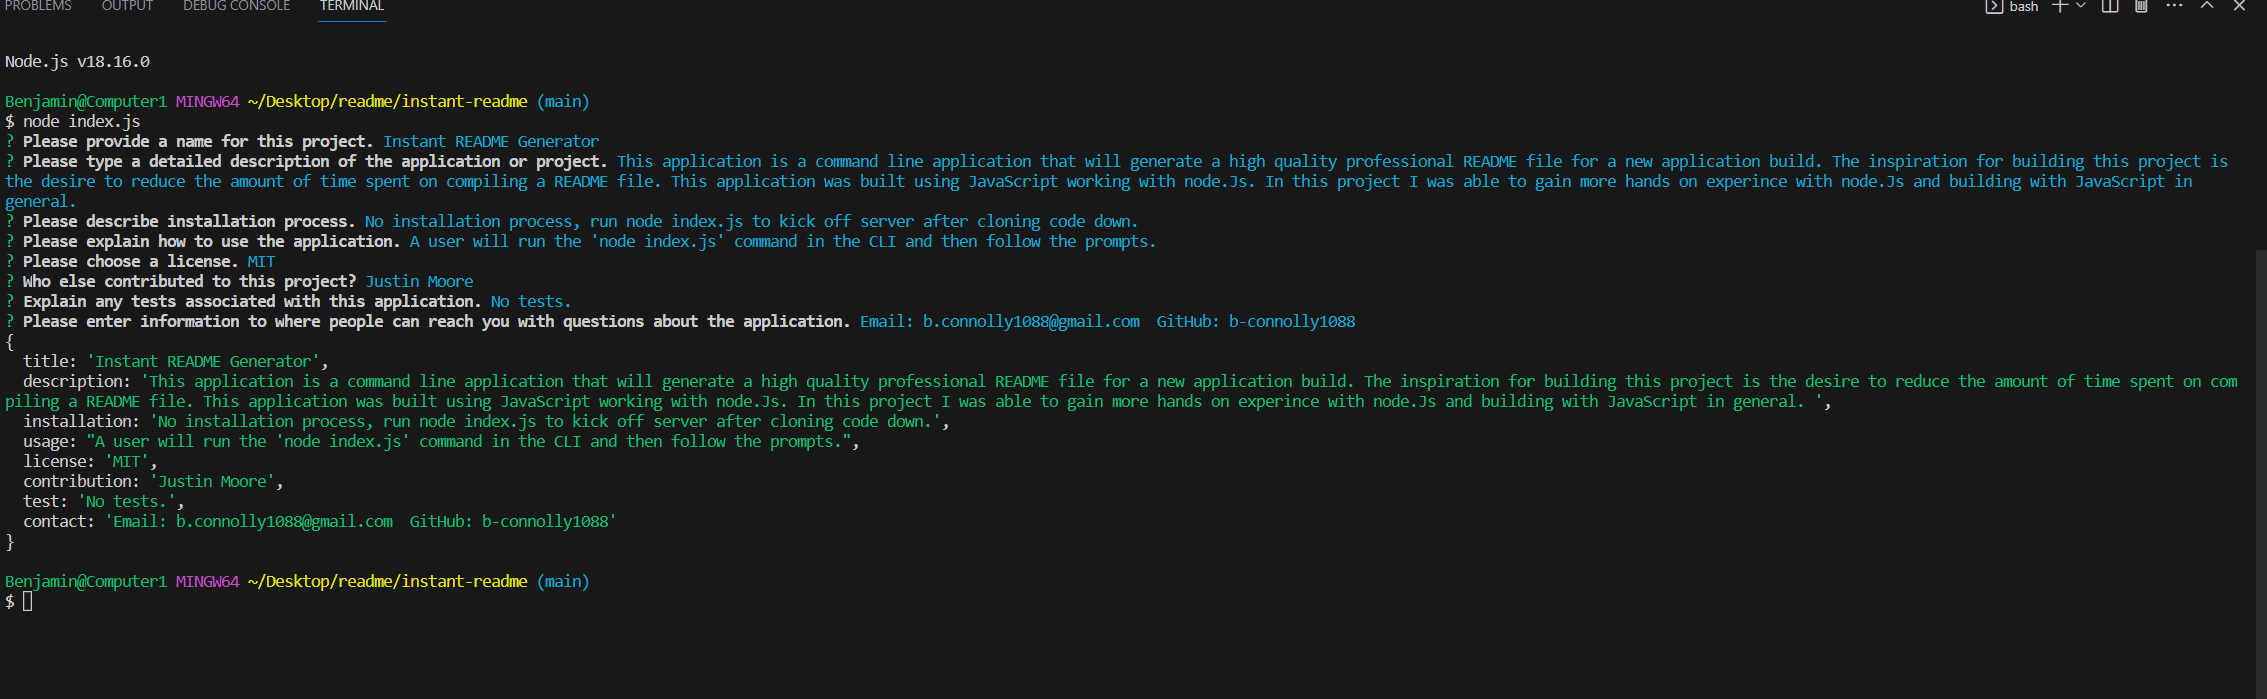 PROBLEMS OUTPUT DEBUG CONSOLE TERMINAL bash
Node.js v18.16.0
Benjamin@Computer1 MINGW64 ~/Desktop/readme/instant-readme (main)
$ node index.js
? Please provide a name for this project. Instant README Generator
? Please type a detailed description of the application or project. This application is a command line application that will generate a high quality professional README file for a new application build. The inspiration for building this project is
the desire to reduce the amount of time spent on compiling a README file. This application was built using JavaScript working with node.Js. In this project I was able to gain more hands on experince with node.Js and building with JavaScript in
general.
? Please describe installation process. No installation process, run node index.js to kick off server after cloning code down.
? Please explain how to use the application. A user will run the 'node index.js' command in the CLI and then follow the prompts.
? Please choose a license. MIT
? Who else contributed to this project? Justin Moore
? Explain any tests associated with this application. No tests.
? Please enter information to where people can reach you with questions about the application. Email: b.connolly1088@gmail.com  GitHub: b-connolly1088
{
  title: 'Instant README Generator',
  description: 'This application is a command line application that will generate a high quality professional README file for a new application build. The inspiration for building this project is the desire to reduce the amount of time spent on com
piling a README file. This application was built using JavaScript working with node.Js. In this project I was able to gain more hands on experince with node.Js and building with JavaScript in general. ',
  installation: 'No installation process, run node index.js to kick off server after cloning code down.',
  usage: "A user will run the 'node index.js' command in the CLI and then follow the prompts.",
  license: 'MIT',
  contribution: 'Justin Moore',
  test: 'No tests.',
  contact: 'Email: b.connolly1088@gmail.com  GitHub: b-connolly1088'
}
Benjamin@Computer1 MINGW64 ~/Desktop/readme/instant-readme (main)
$